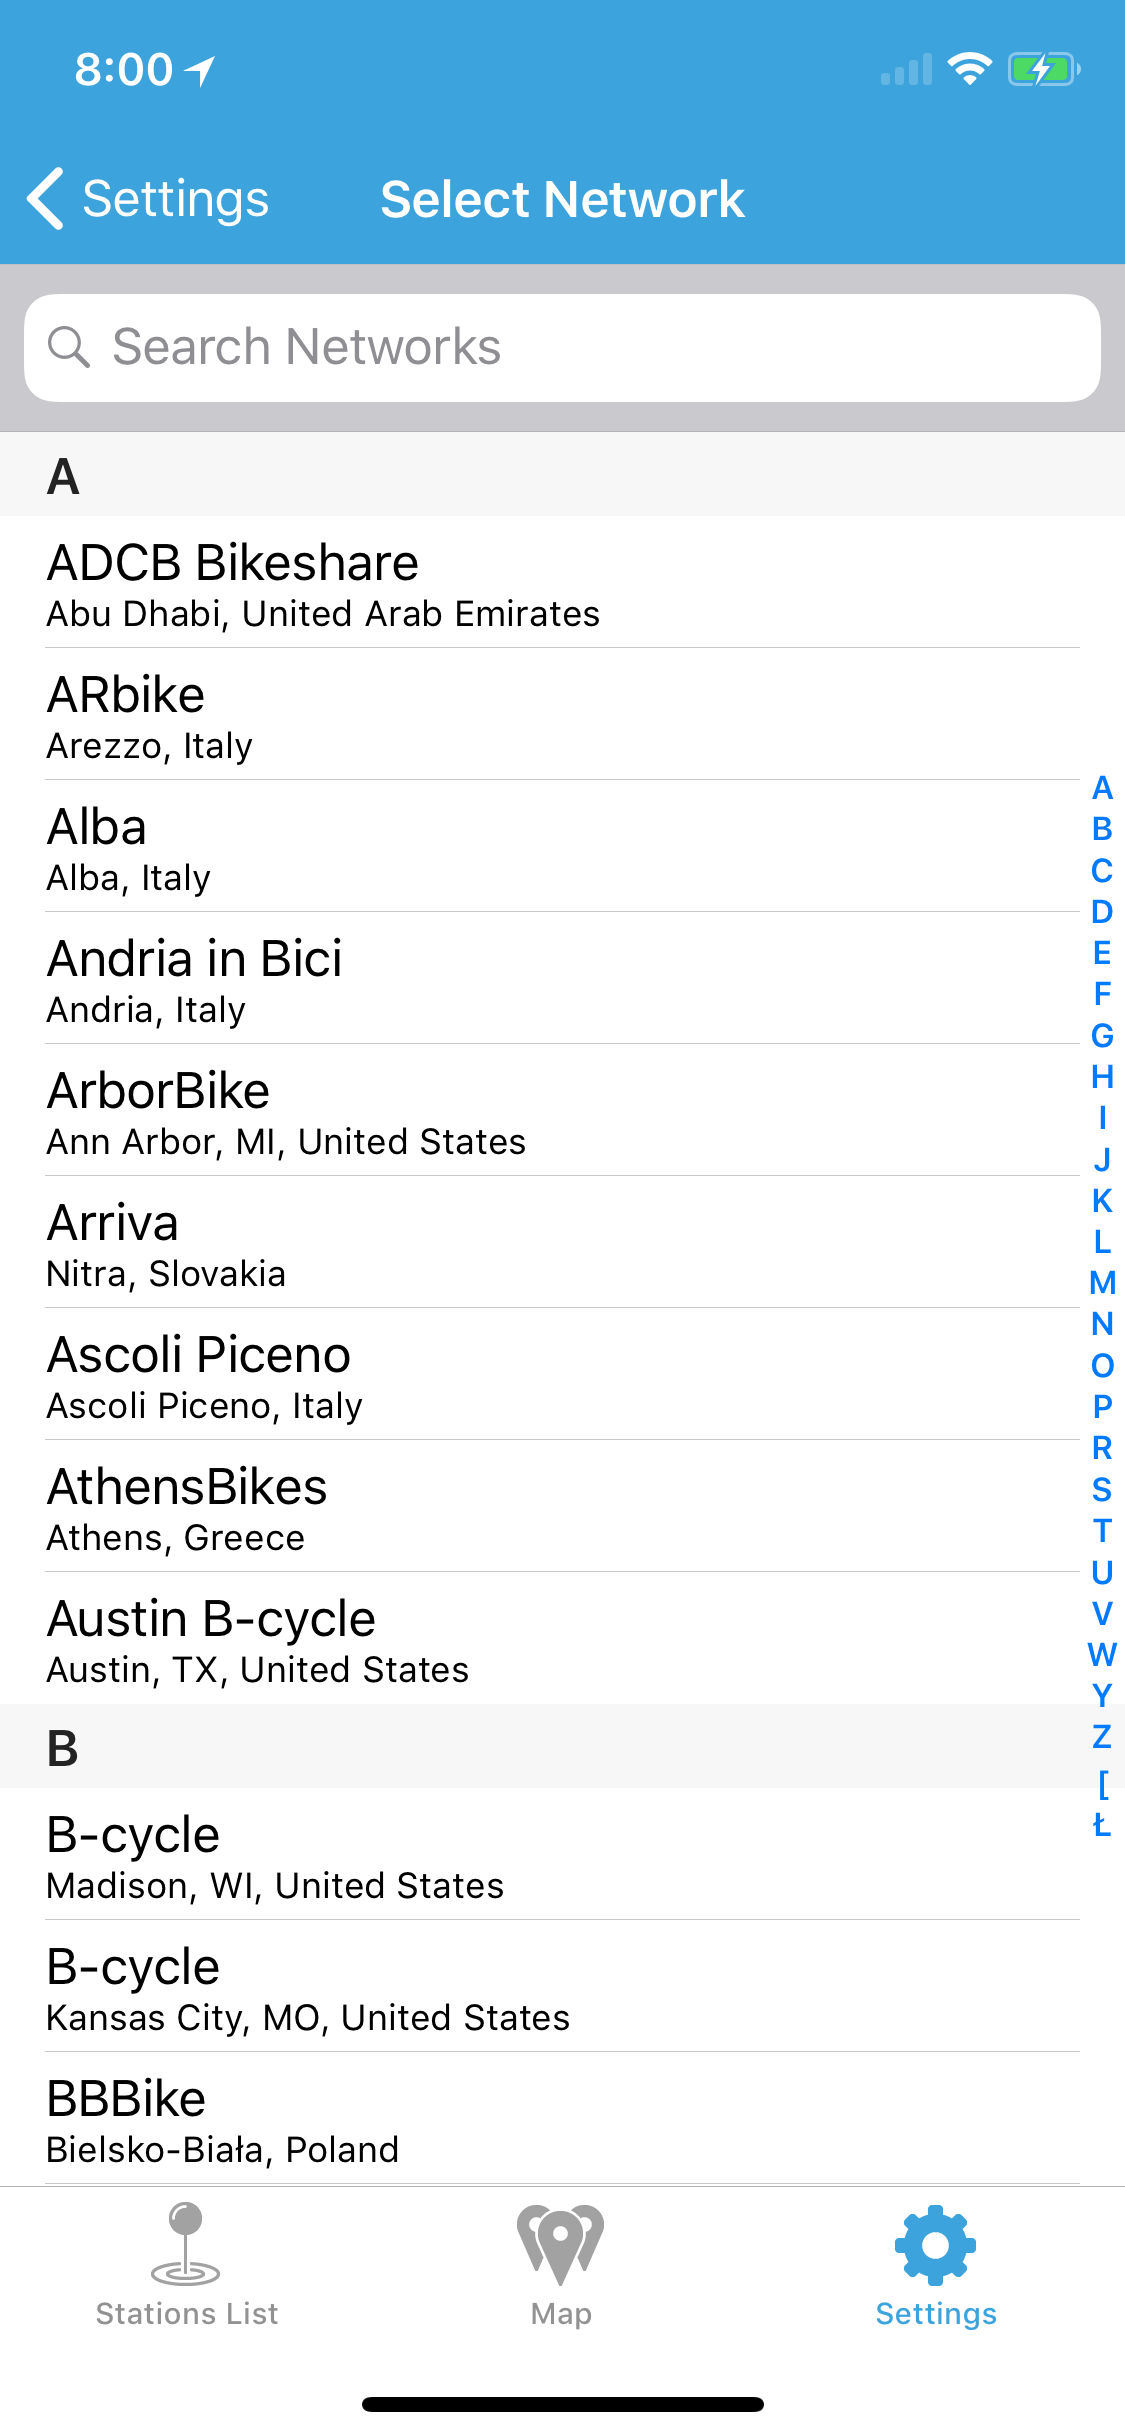 8:00
Settings
Select Network
Search Networks
A
ADCB Bikeshare
Abu Dhabi, United Arab Emirates
ARbike
Arezzo, Italy
Alba
Alba, Italy
Andria in Bici
Andria, Italy
ArborBike
Ann Arbor, MI, United States
Arriva
Nitra, Slovakia
Ascoli Piceno
Ascoli Piceno, Italy
AthensBikes
Athens, Greece
Austin B-cycle
Austin, TX, United States
B
B-cycle
Madison, WI, United States
B-cycle
Kansas City, MO, United States
BBBike
Bielsko-Biała, Poland
A
B
C
D
E
F
G
H
I
J
K
L
M
N
O
P
R
S
T
U
V
W
Y
Z
[
Ł
Stations List
Map
Settings